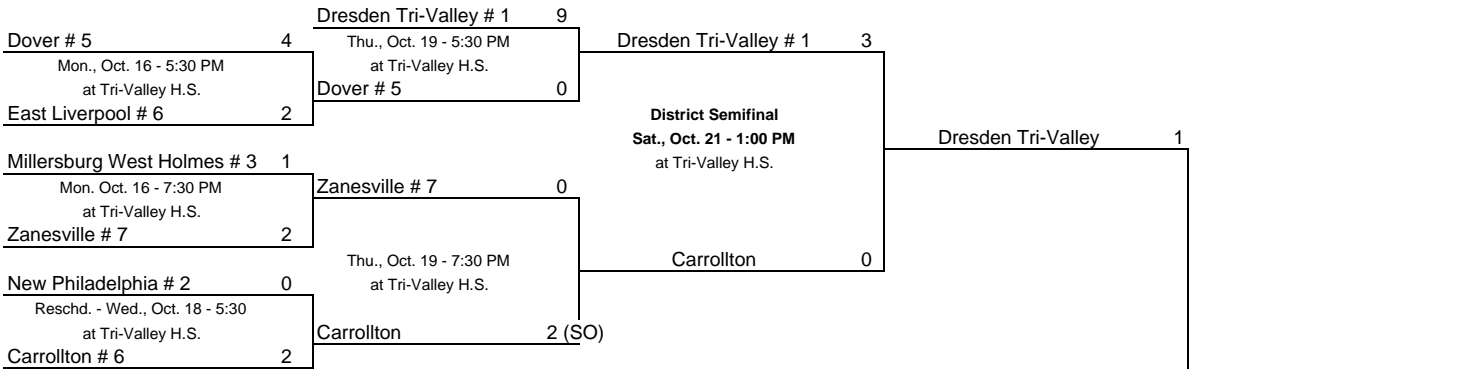 Dresden Tri-Valley # 1 9
Dover # 5 4
Thu., Oct. 19 - 5:30 PM
Dresden Tri-Valley # 1 3
Mon., Oct. 16 - 5:30 PM
at Tri-Valley H.S.
at Tri-Valley H.S.
Dover # 5 0
East Liverpool # 6 2
District Semifinal
Sat., Oct. 21 - 1:00 PM
Dresden Tri-Valley 1
Millersburg West Holmes # 3 1
at Tri-Valley H.S.
Mon. Oct. 16 - 7:30 PM
Zanesville # 7 0
at Tri-Valley H.S.
Zanesville # 7 2
Thu., Oct. 19 - 7:30 PM
Carrollton 0
New Philadelphia # 2 0
at Tri-Valley H.S.
Reschd. - Wed., Oct. 18 - 5:30
at Tri-Valley H.S.
Carrollton 2 (SO)
Carrollton # 6 2